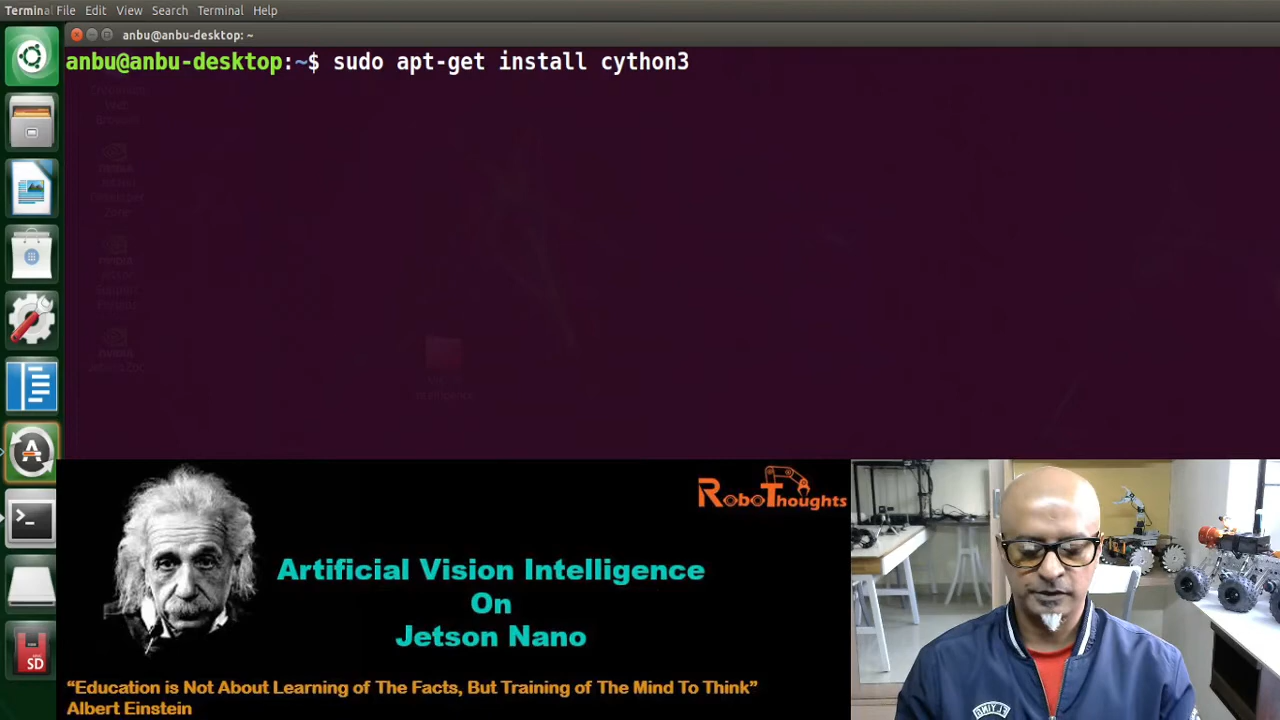 Terminal File Edit View Search Terminal Help
anbu@anbu-desktop: ~
anbu@anbu-desktop:~$ sudo apt-get install cython3
RoboThoughts
Artificial Vision Intelligence
On
Jetson Nano
“Education is Not About Learning of The Facts, But Training of The Mind To Think”
Albert Einstein
SD